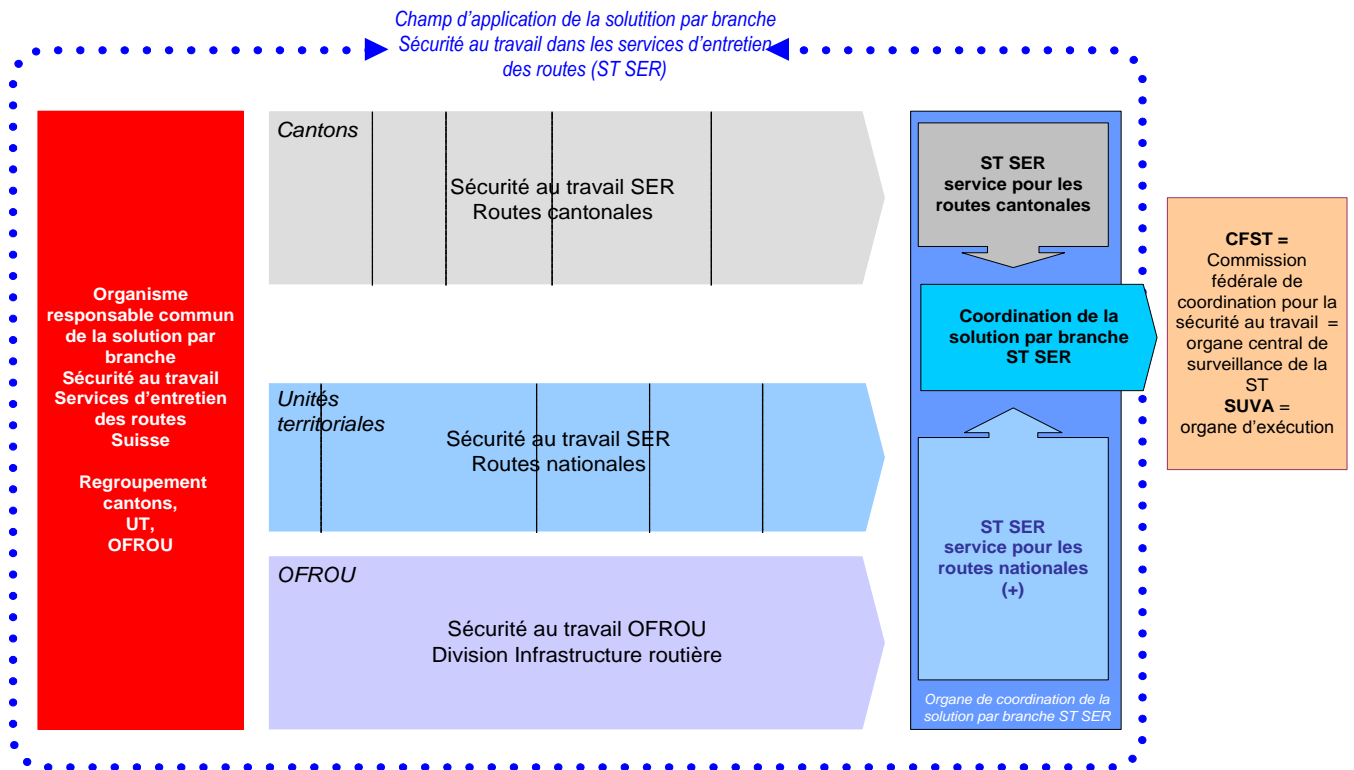 Champ d'application de la solutition par branche
Sécurité au travail dans les services d'entretien
des routes (ST SER)
Organisme
responsable commun
de la solution par
branche
Sécurité au travail
Services d'entretien
des routes
Suisse
Regroupement
cantons,
UT,
OFROU
Cantons
Sécurité au travail SER
Routes cantonales
Unités
territoriales
Sécurité au travail SER
Routes nationales
OFROU
Sécurité au travail OFROU
Division Infrastructure routière
ST SER
service pour les
routes cantonales
Coordination de la
solution par branche
ST SER
ST SER
service pour les
routes nationales
(+)
Organe de coordination de la
solution par branche ST SER
CFST =
Commission
fédérale de
coordination pour la
sécurité au travail =
organe central de
surveillance de la
ST
SUVA =
organe d'exécution